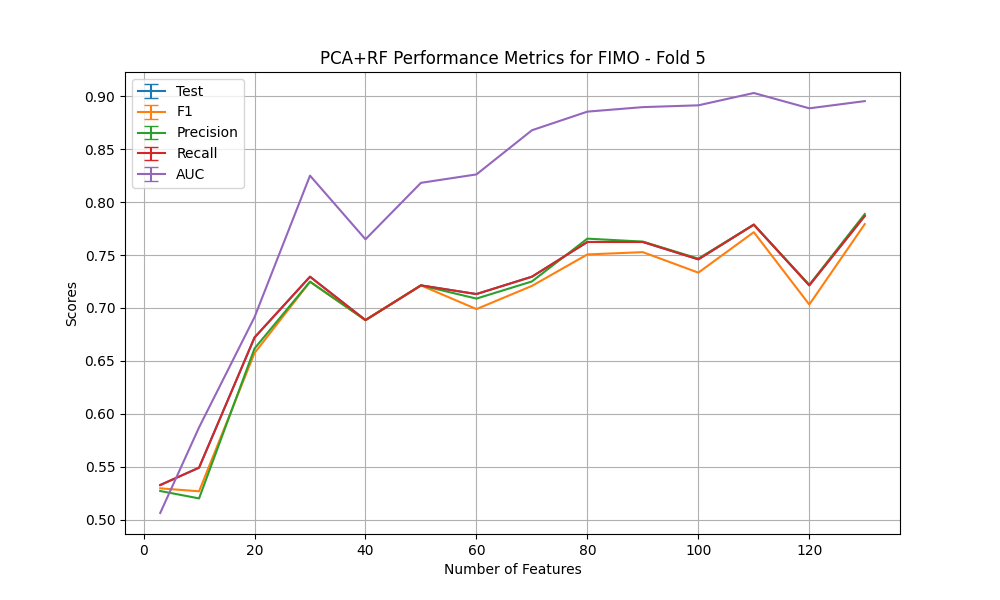 PCA+RF Performance Metrics for FIMO - Fold 5
Test
F1
Precision
Recall
AUC
0.90
0.85
0.80
0.75
0.70
0.65
0.60
0.55
0.50
Scores
0 20 40 60 80 100 120
Number of Features